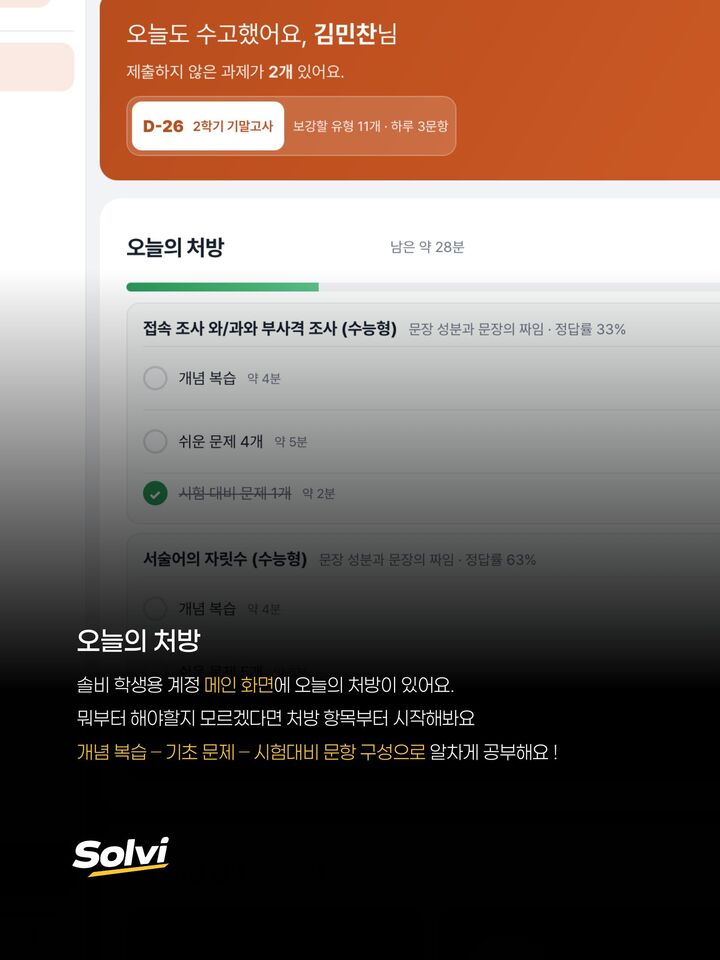 오늘도 수고했어요, 김민찬님
제출하지 않은 과제가 2개 있어요.
D-26 2학기 기말고사 보강할 유형 11개 · 하루 3문항
오늘의 처방 남은 약 28분
접속 조사 와/과와 부사격 조사 (수능형) 문장 성분과 문장의 짜임 · 정답률 33%
개념 복습 약 4분
쉬운 문제 4개 약 5분
시험 대비 문제 1개 약 2분
서술어의 자릿수 (수능형) 문장 성분과 문장의 짜임 · 정답률 63%
개념 복습 약 4분
오늘의 처방
솔비 학생용 계정 메인 화면에 오늘의 처방이 있어요.
뭐부터 해야할지 모르겠다면 처방 항목부터 시작해봐요
개념 복습 – 기초 문제 – 시험대비 문항 구성으로 알차게 공부해요 !
Solvi